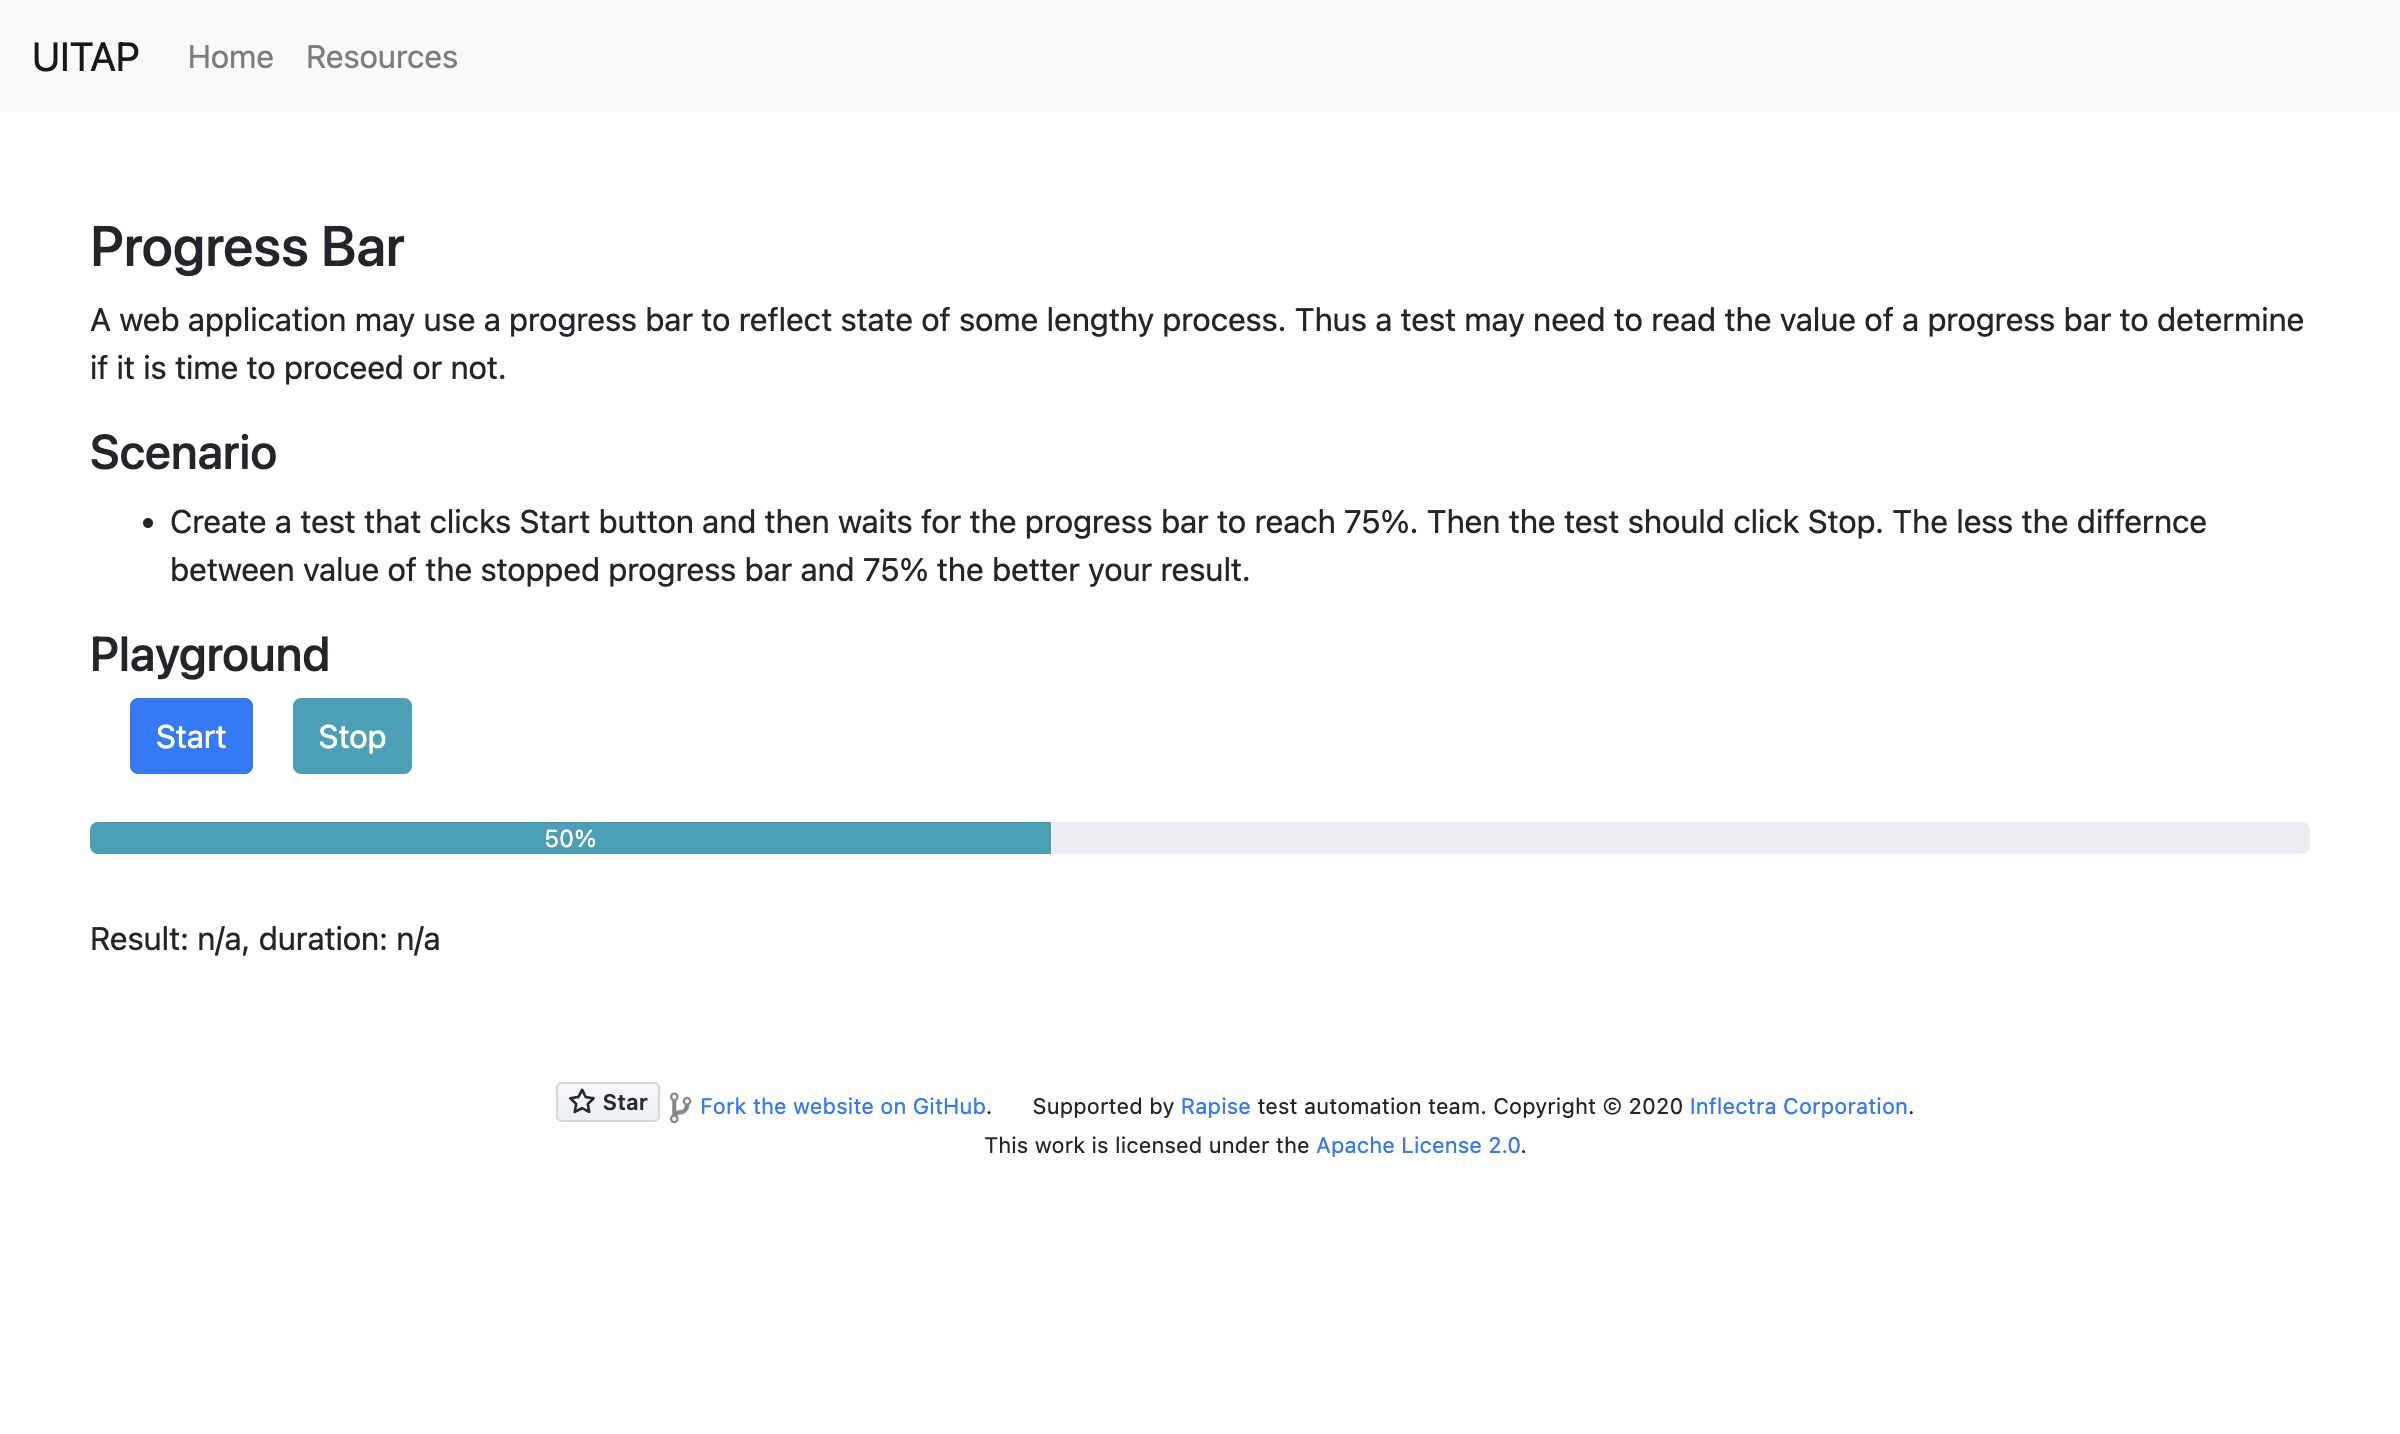 UITAP Home Resources
Progress Bar
A web application may use a progress bar to reflect state of some lengthy process. Thus a test may need to read the value of a progress bar to determine
if it is time to proceed or not.
Scenario
• Create a test that clicks Start button and then waits for the progress bar to reach 75%. Then the test should click Stop. The less the differnce
between value of the stopped progress bar and 75% the better your result.
Playground
Start Stop
50%
Result: n/a, duration: n/a
Star Fork the website on GitHub. Supported by Rapise test automation team. Copyright © 2020 Inflectra Corporation.
This work is licensed under the Apache License 2.0.